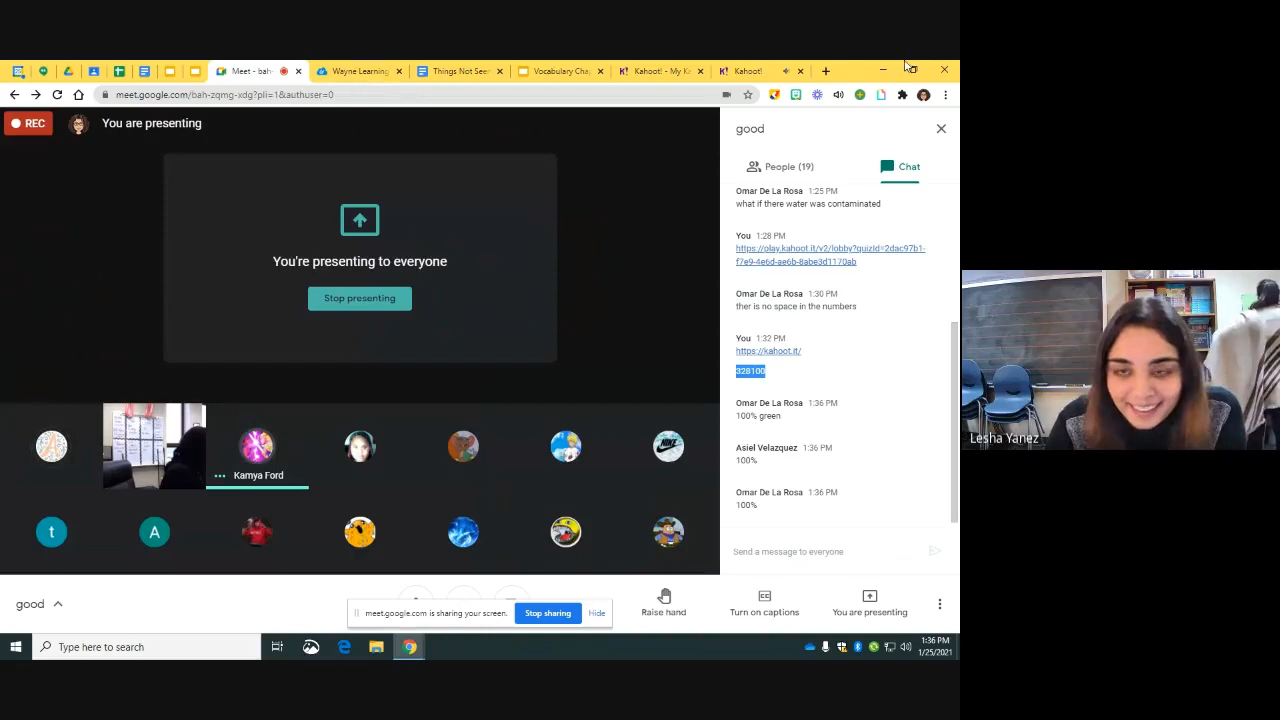 Meet - bah-
Wayne Learning
Things Not See
Vocabulary Cha
Kahoot! - My K
Kahoot!
meet.google.com/bah-zqmg-xdg?pli=1&authuser=0
REC
You are presenting
You're presenting to everyone
Stop presenting
good
People (19)
Chat
Omar De La Rosa 1:25 PM
what if there water was contaminated
You 1:28 PM
https://play.kahoot.it/v2/lobby?quizId=2dac97b1-
f7e9-4e6d-ae6b-8abe3d1170ab
Omar De La Rosa 1:30 PM
ther is no space in the numbers
You 1:32 PM
https://kahoot.it/
328100
Omar De La Rosa 1:36 PM
100% green
Asiel Velazquez 1:36 PM
100%
Omar De La Rosa 1:36 PM
100%
Send a message to everyone
Kamya Ford
t
A
Lesha Yanez
good
meet.google.com is sharing your screen.
Stop sharing
Hide
Raise hand
Turn on captions
You are presenting
Type here to search
1:36 PM
1/25/2021